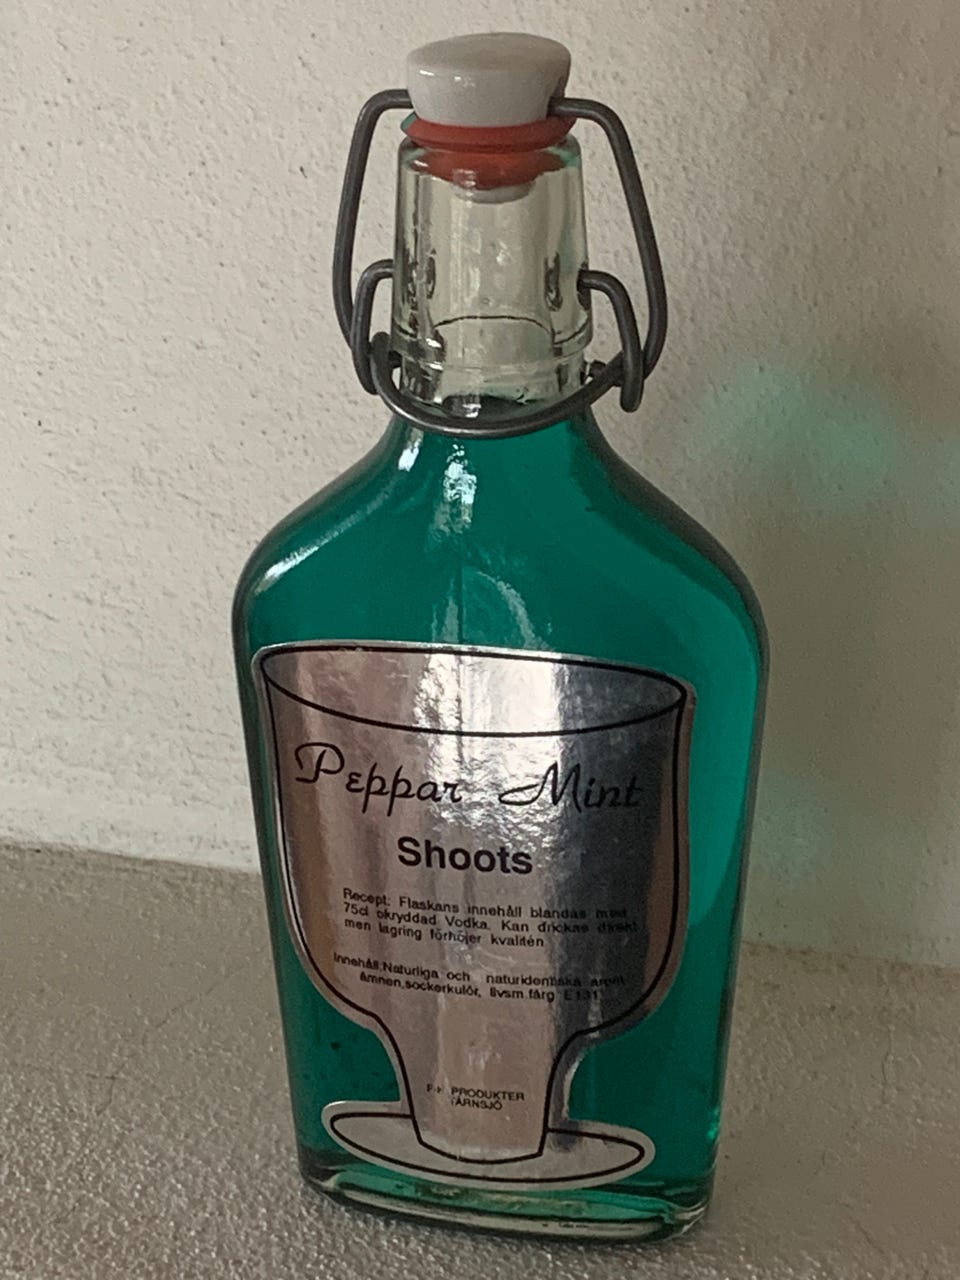 Peppar Mint
Shoots
Recept: Flaskans innehåll blandas med
75cl okryddad Vodka. Kan drickas direkt
men lagring förhöjer kvalitén
Innehåll:Naturliga och naturidentiska arom
ämnen,sockerkulör, livsm.färg E131
PRODUKTER
TÄRNSJÖ